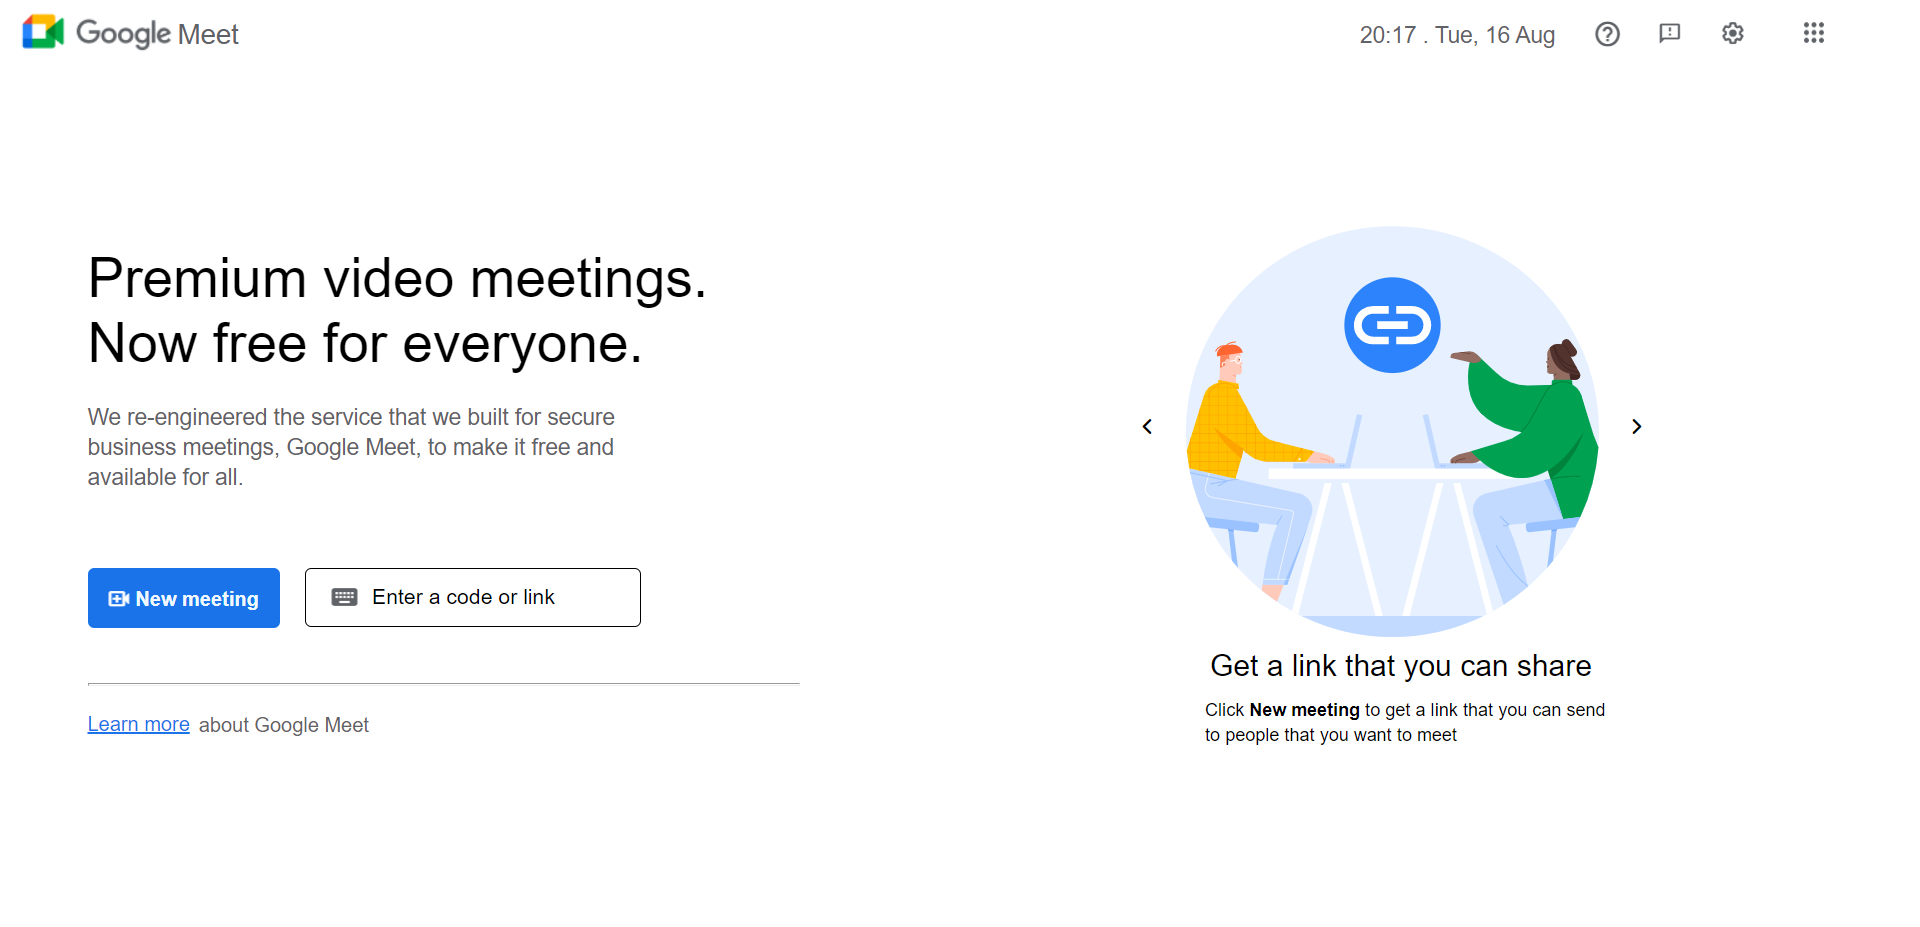 Google Meet
20:17 . Tue, 16 Aug
Premium video meetings.
Now free for everyone.
We re-engineered the service that we built for secure
business meetings, Google Meet, to make it free and
available for all.
New meeting
Enter a code or link
Learn more about Google Meet
Get a link that you can share
Click New meeting to get a link that you can send
to people that you want to meet